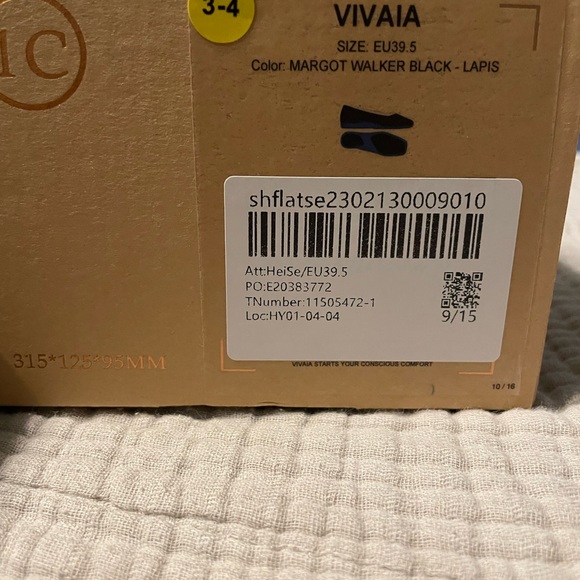 3-4
1C
VIVAIA
SIZE: EU39.5
Color: MARGOT WALKER BLACK - LAPIS
shflatse2302130009010
Att:HeiSe/EU39.5
PO:E20383772
TNumber:11505472-1
Loc:HY01-04-04
9/15
315*125*95MM
VIVAIA STARTS YOUR CONSCIOUS COMFORT
10 / 16